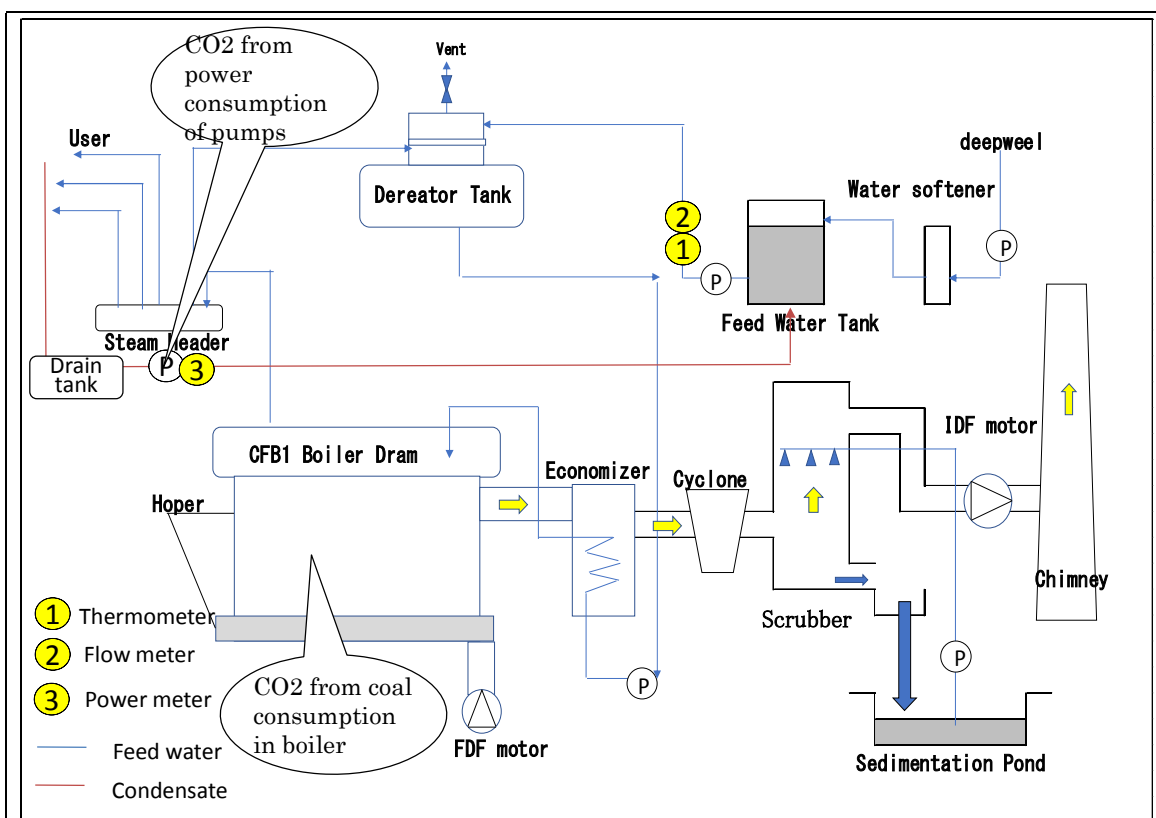 CO2 from
power
consumption
of pumps
Vent
User
Dereator Tank
deepweel
Water softener
2
1
P
P
Feed Water Tank
Steam header
Drain
tank
P
3
CFB1 Boiler Dram
Economizer
Cyclone
IDF motor
Hoper
Chimney
Scrubber
1 Thermometer
2 Flow meter
3 Power meter
Feed water
Condensate
CO2 from coal
consumption
in boiler
FDF motor
P
P
Sedimentation Pond